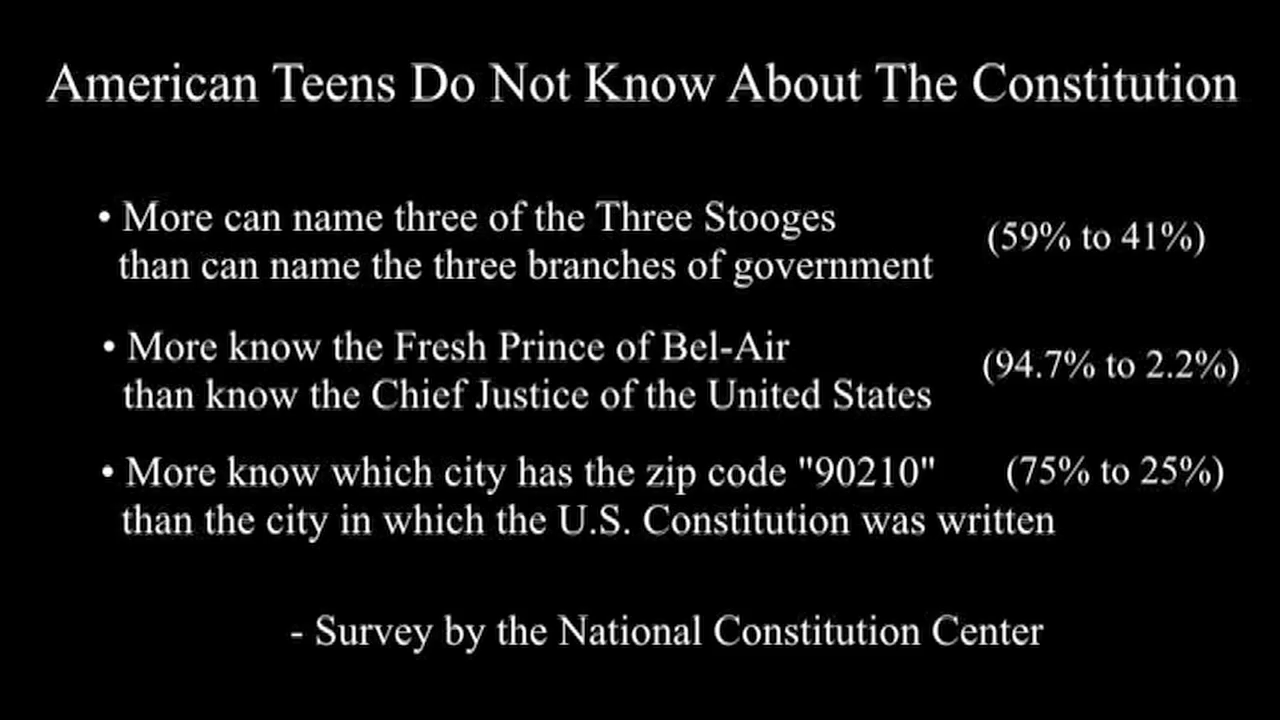 American Teens Do Not Know About The Constitution
• More can name three of the Three Stooges
than can name the three branches of government
(59% to 41%)
• More know the Fresh Prince of Bel-Air
than know the Chief Justice of the United States
(94.7% to 2.2%)
• More know which city has the zip code "90210"
than the city in which the U.S. Constitution was written
(75% to 25%)
- Survey by the National Constitution Center